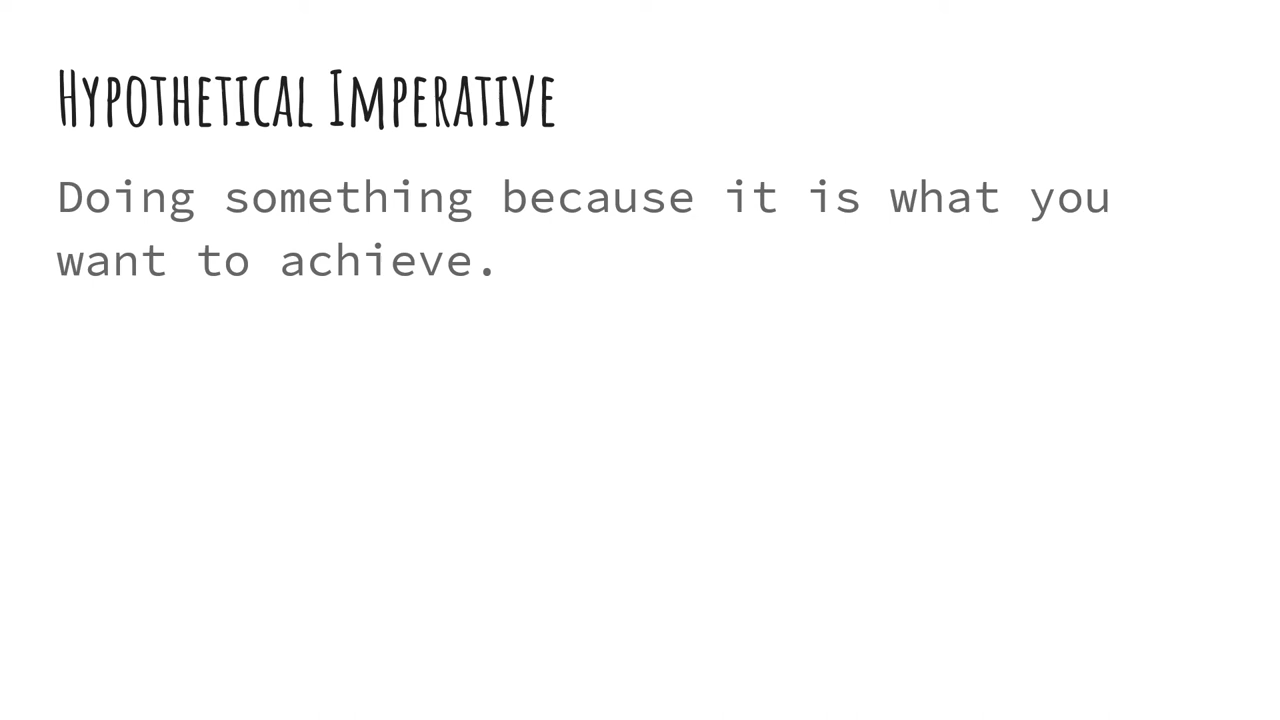 Hypothetical Imperative
Doing something because it is what you
want to achieve.